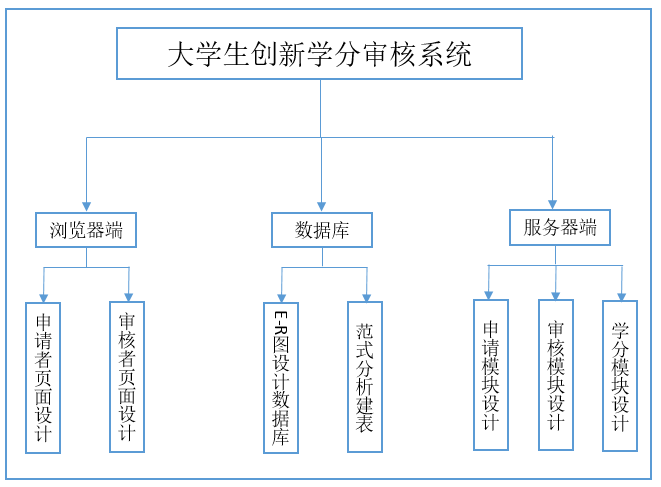 大学生创新学分审核系统
浏览器端
数据库
服务器端
申请者页面设计
审核者页面设计
E-R图设计数据库
范式分析建表
申请模块设计
审核模块设计
学分模块设计